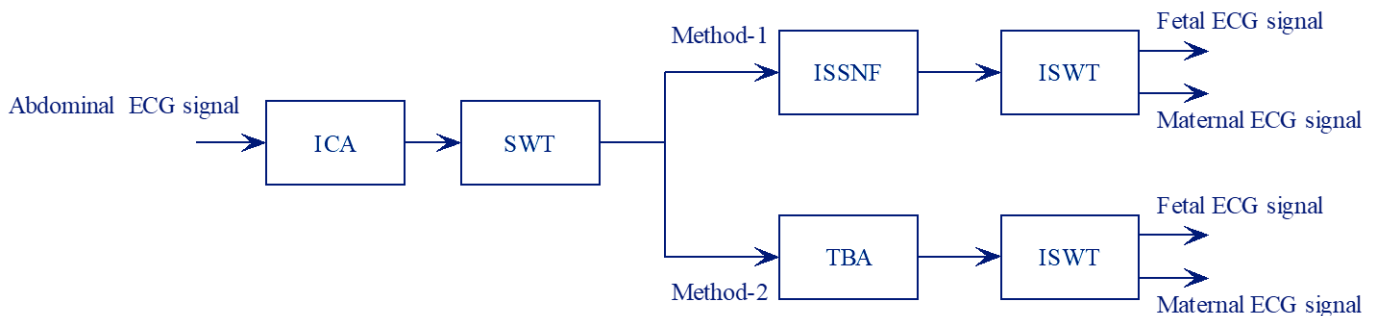 Fetal ECG signal
Method-1
ISSNF
ISWT
Abdominal ECG signal
Maternal ECG signal
ICA
SWT
Fetal ECG signal
TBA
ISWT
Method-2
Maternal ECG signal